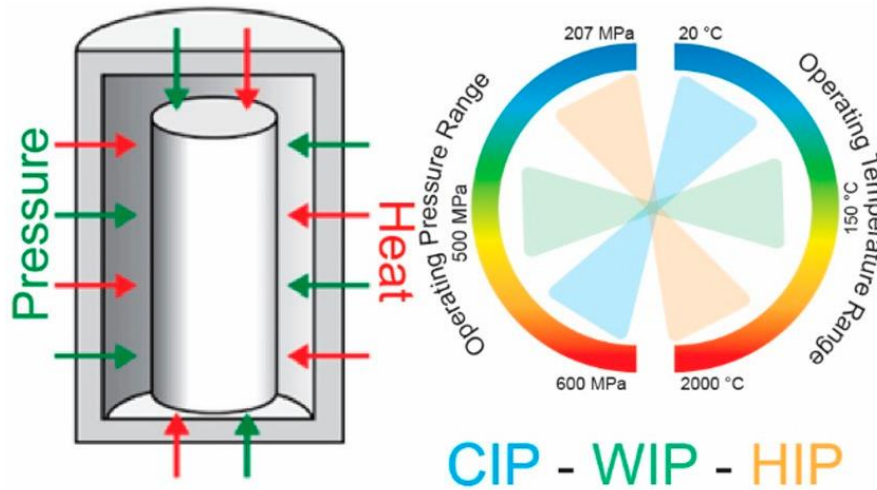 Pressure
Heat
207 MPa
20 °C
Operating Pressure Range
500 MPa
150 °C
Operating Temperature Range
600 MPa
2000 °C
CIP - WIP - HIP